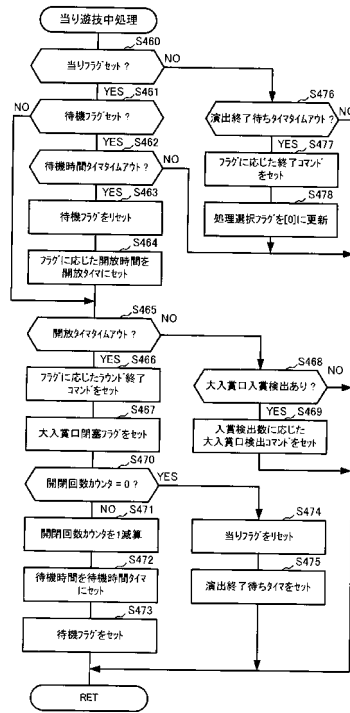 当り遊技中処理
S460
当りフラグセット？
NO
YES
S461
NO
待機フラグセット？
YES
S462
待機時間タイマタイムアウト？
NO
YES
S463
待機フラグをリセット
S464
フラグに応じた開放時間を
開放タイマにセット
S476
演出終了待ちタイマタイムアウト？
NO
YES
S477
フラグに応じた終了コマンド
をセット
S478
処理選択フラグを[0]に更新
S465
開放タイマタイムアウト？
NO
YES
S466
フラグに応じたラウンド終了
コマンドをセット
S467
大入賞口閉塞フラグをセット
S468
大入賞口入賞検出あり？
NO
YES
S469
入賞検出数に応じた
大入賞口検出コマンドをセット
S470
開閉回数カウンタ = 0？
YES
NO
S471
開閉回数カウンタを1減算
S472
待機時間を待機時間タイマ
にセット
S473
待機フラグをセット
S474
当りフラグをリセット
S475
演出終了待ちタイマをセット
RET